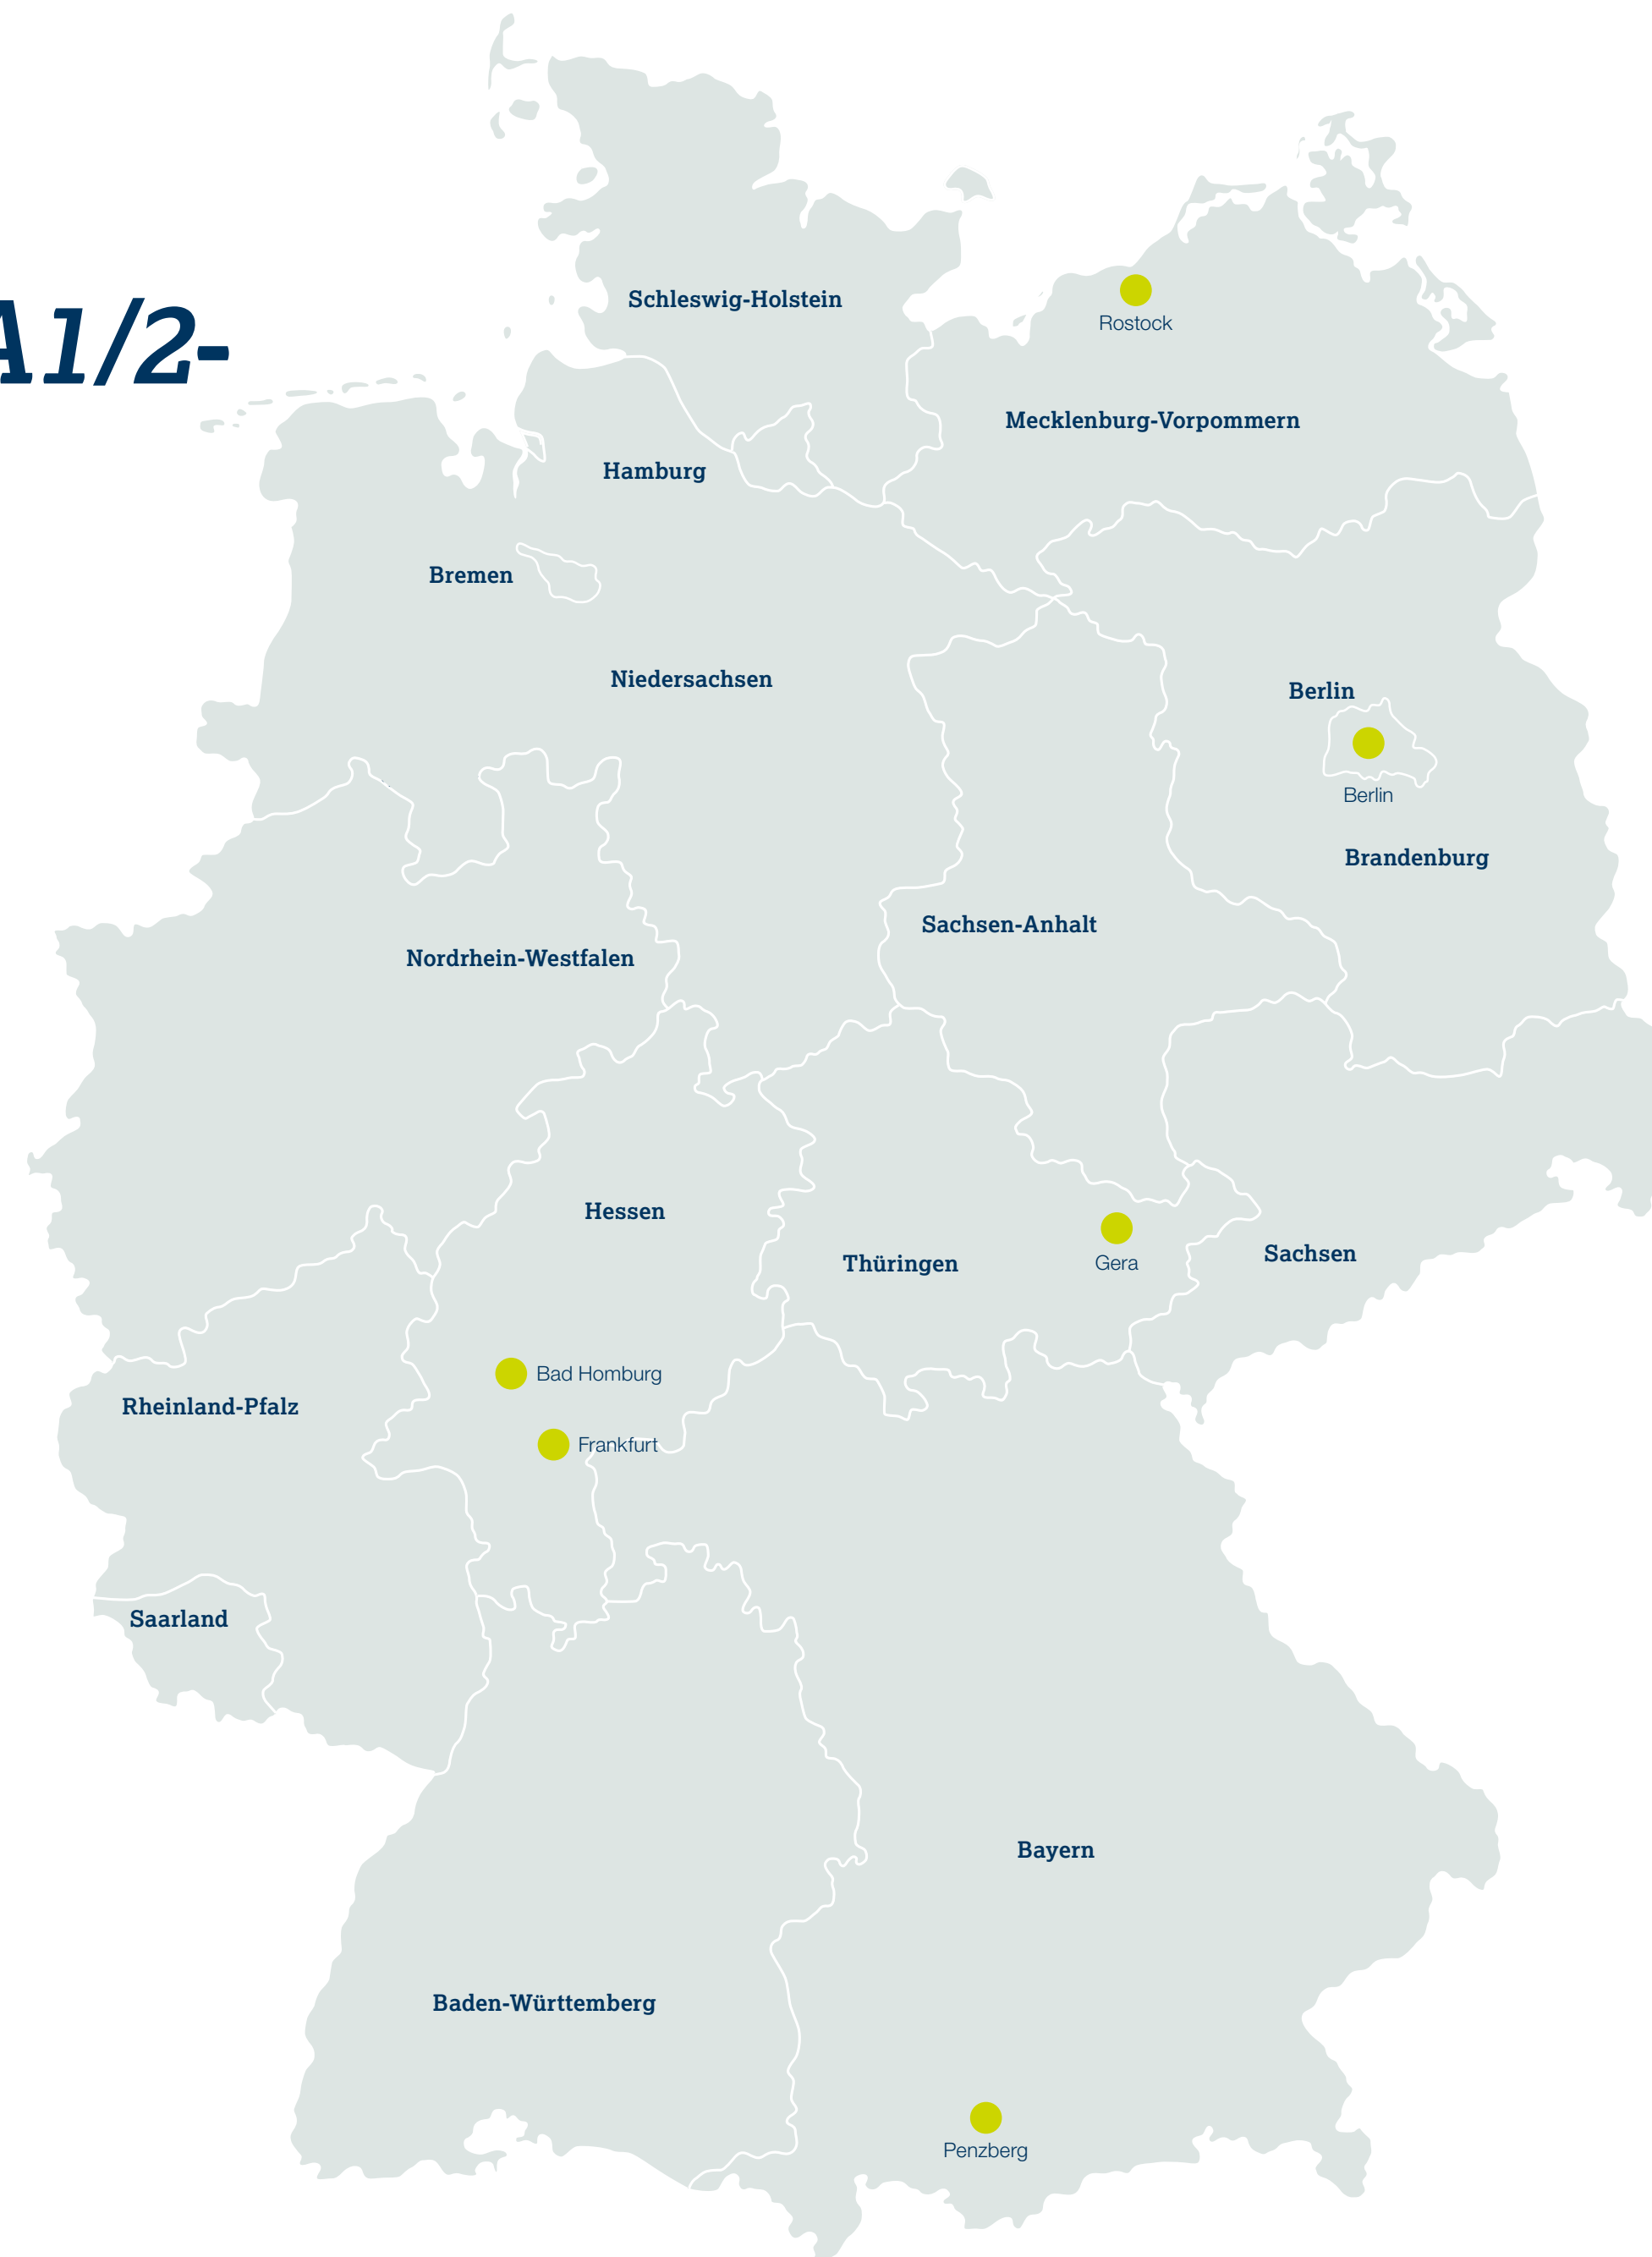 A1/2-
Schleswig-Holstein
Rostock
Mecklenburg-Vorpommern
Hamburg
Bremen
Niedersachsen
Berlin
Berlin
Brandenburg
Sachsen-Anhalt
Nordrhein-Westfalen
Hessen
Thüringen
Gera
Sachsen
Bad Homburg
Rheinland-Pfalz
Frankfurt
Saarland
Bayern
Baden-Württemberg
Penzberg